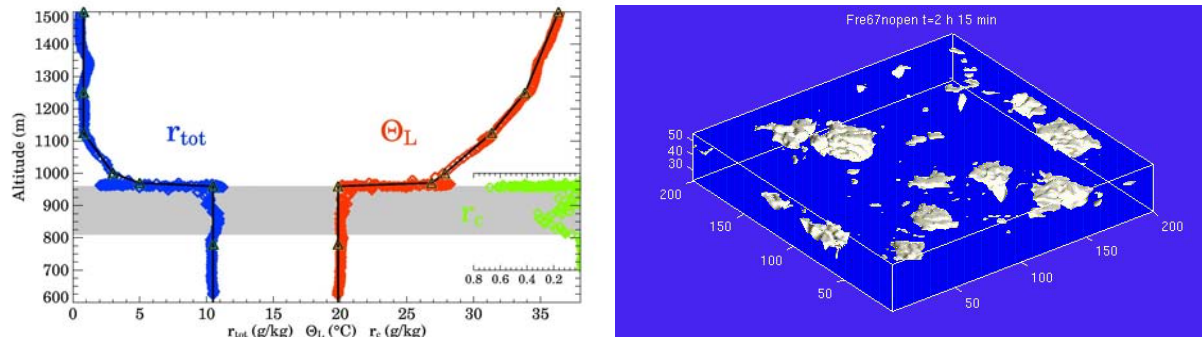 1500
1400
1300
1200
1100
1000
900
800
700
600
Altitude (m)
r_tot
Θ_L
r_c
0.8 0.6 0.4 0.2
0 5 10 15 20 25 30 35
r_tot (g/kg) Θ_L (°C) r_c (g/kg)
Fre67nopen t=2 h 15 min
50
40
30
200
150
100
50
50
100
150
200